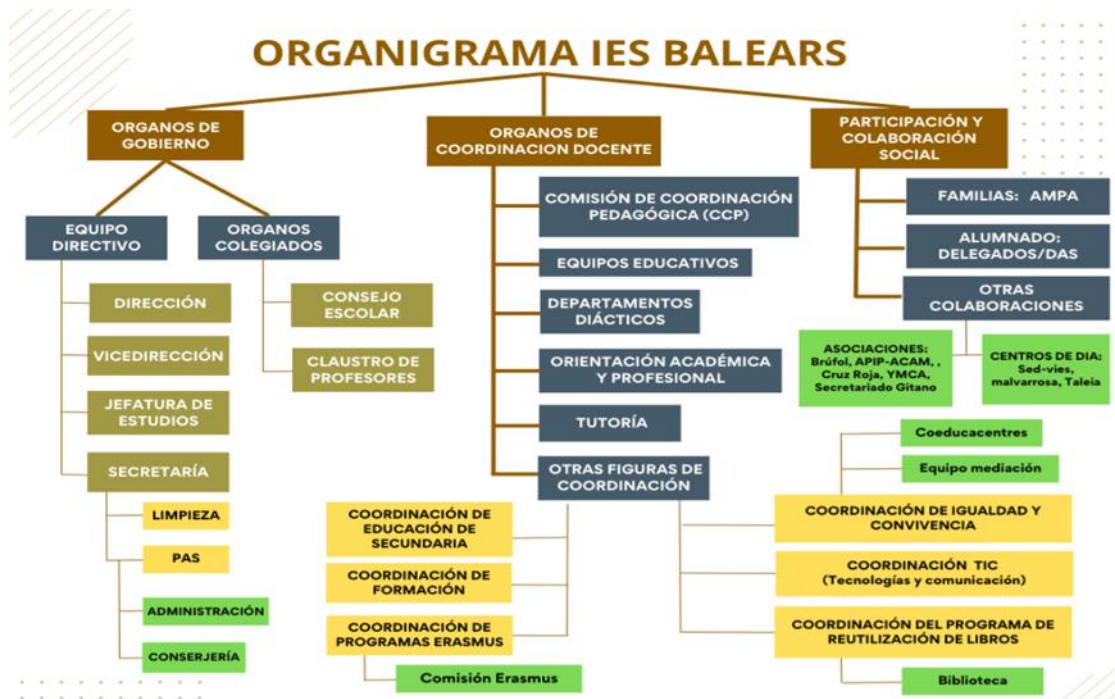 ORGANIGRAMA IES BALEARS
ORGANOS DE
GOBIERNO
EQUIPO
DIRECTIVO
DIRECCIÓN
VICEDIRECCIÓN
JEFATURA DE
ESTUDIOS
SECRETARÍA
LIMPIEZA
PAS
ADMINISTRACIÓN
CONSERJERÍA
ORGANOS
COLEGIADOS
CONSEJO
ESCOLAR
CLAUSTRO DE
PROFESORES
ORGANOS DE
COORDINACION DOCENTE
COMISIÓN DE COORDINACIÓN
PEDAGÓGICA (CCP)
EQUIPOS EDUCATIVOS
DEPARTAMENTOS
DIÁCTICOS
ORIENTACIÓN ACADÉMICA
Y PROFESIONAL
TUTORÍA
OTRAS FIGURAS DE
COORDINACIÓN
COORDINACIÓN DE
EDUCACIÓN DE
SECUNDARIA
COORDINACIÓN DE
FORMACIÓN
COORDINACIÓN DE
PROGRAMAS ERASMUS
Comisión Erasmus
Coeducacentres
Equipo mediación
COORDINACIÓN DE IGUALDAD Y
CONVIVENCIA
COORDINACIÓN TIC
(Tecnologías y comunicación)
COORDINACIÓN DEL PROGRAMA DE
REUTILIZACIÓN DE LIBROS
Biblioteca
PARTICIPACIÓN Y
COLABORACIÓN
SOCIAL
FAMILIAS: AMPA
ALUMNADO:
DELEGADOS/DAS
OTRAS
COLABORACIONES
ASOCIACIONES:
Brúfol, APIP-ACAM, ,
Cruz Roja, YMCA,
Secretariado Gitano
CENTROS DE DIA:
Sed-vies,
malvarrosa, Taleia